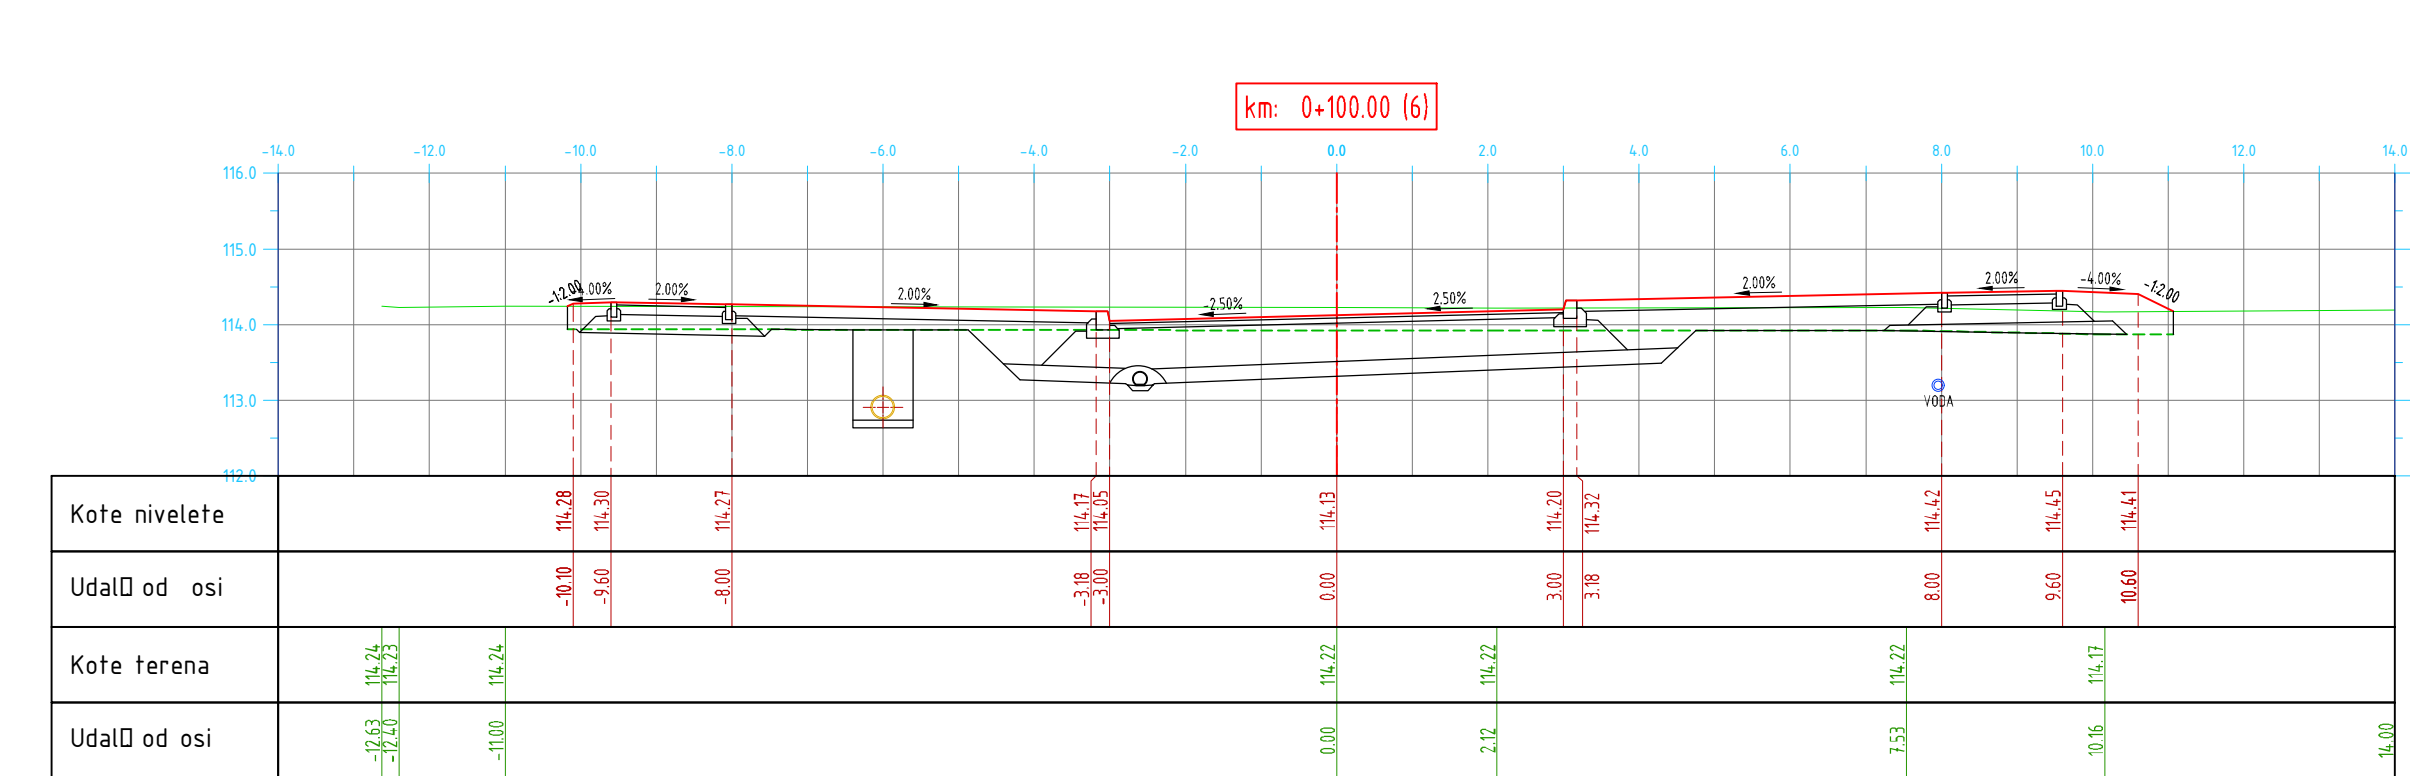 km: 0+100.00 (6)
-14.0 -12.0 -10.0 -8.0 -6.0 -4.0 -2.0 0.0 2.0 4.0 6.0 8.0 10.0 12.0 14.0
116.0
115.0
114.0
113.0
112.0
-1:2.00 2.00% 2.00% -2.50% 2.50% 2.00% 2.00% -4.00% -1:2.00
VODA
Kote nivelete 114.28 114.30 114.27 114.17 114.05 114.13 114.20 114.32 114.42 114.45 114.41
Udal□ od osi -10.10 -9.60 -8.00 -3.18 -3.00 0.00 3.00 3.18 8.00 9.60 10.60
Kote terena 114.24 114.23 114.24 114.22 114.22 114.22 114.17
Udal□ od osi -12.63 -12.40 -11.00 0.00 2.12 7.53 10.16 14.00